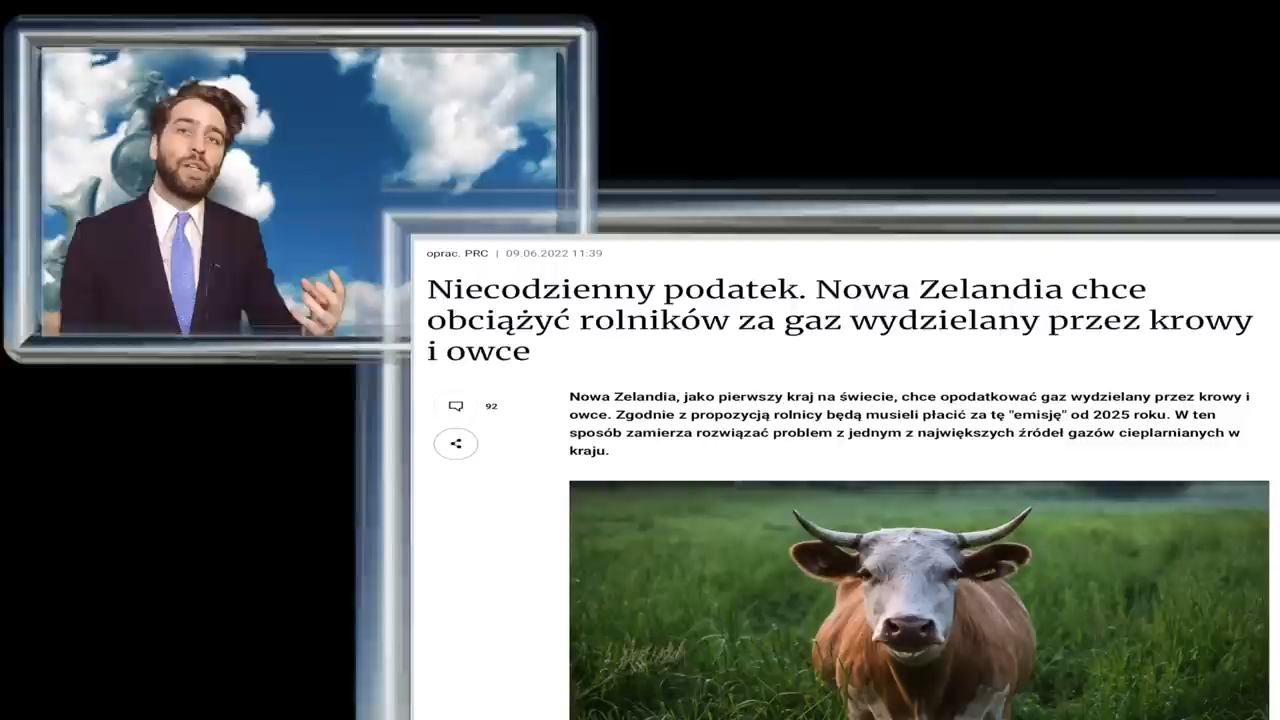 oprac. PRC | 09.06.2022 11:39
Niecodzienny podatek. Nowa Zelandia chce
obciążyć rolników za gaz wydzielany przez krowy
i owce
92
Nowa Zelandia, jako pierwszy kraj na świecie, chce opodatkować gaz wydzielany przez krowy i
owce. Zgodnie z propozycją rolnicy będą musieli płacić za tę "emisję" od 2025 roku. W ten
sposób zamierza rozwiązać problem z jednym z największych źródeł gazów cieplarnianych w
kraju.